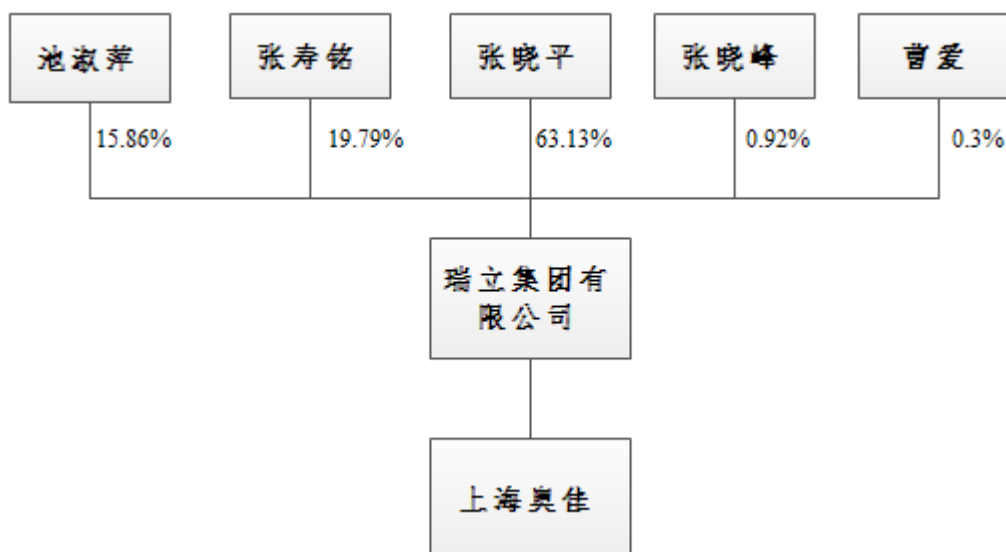 池淑萍
张寿铭
张晓平
张晓峰
曹爱
15.86%
19.79%
63.13%
0.92%
0.3%
瑞立集团有
限公司
上海奥佳